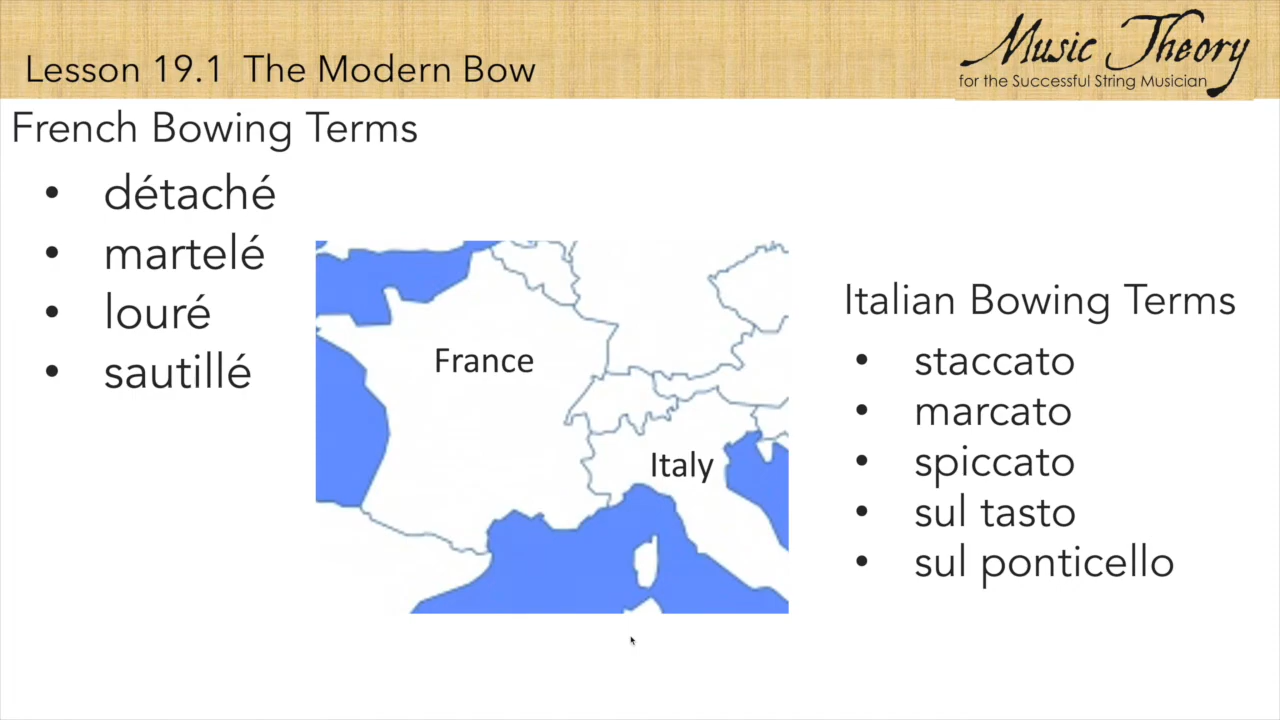 Lesson 19.1 The Modern Bow
Music Theory
for the Successful String Musician
French Bowing Terms
• détaché
• martelé
• louré
• sautillé
France
Italy
Italian Bowing Terms
• staccato
• marcato
• spiccato
• sul tasto
• sul ponticello